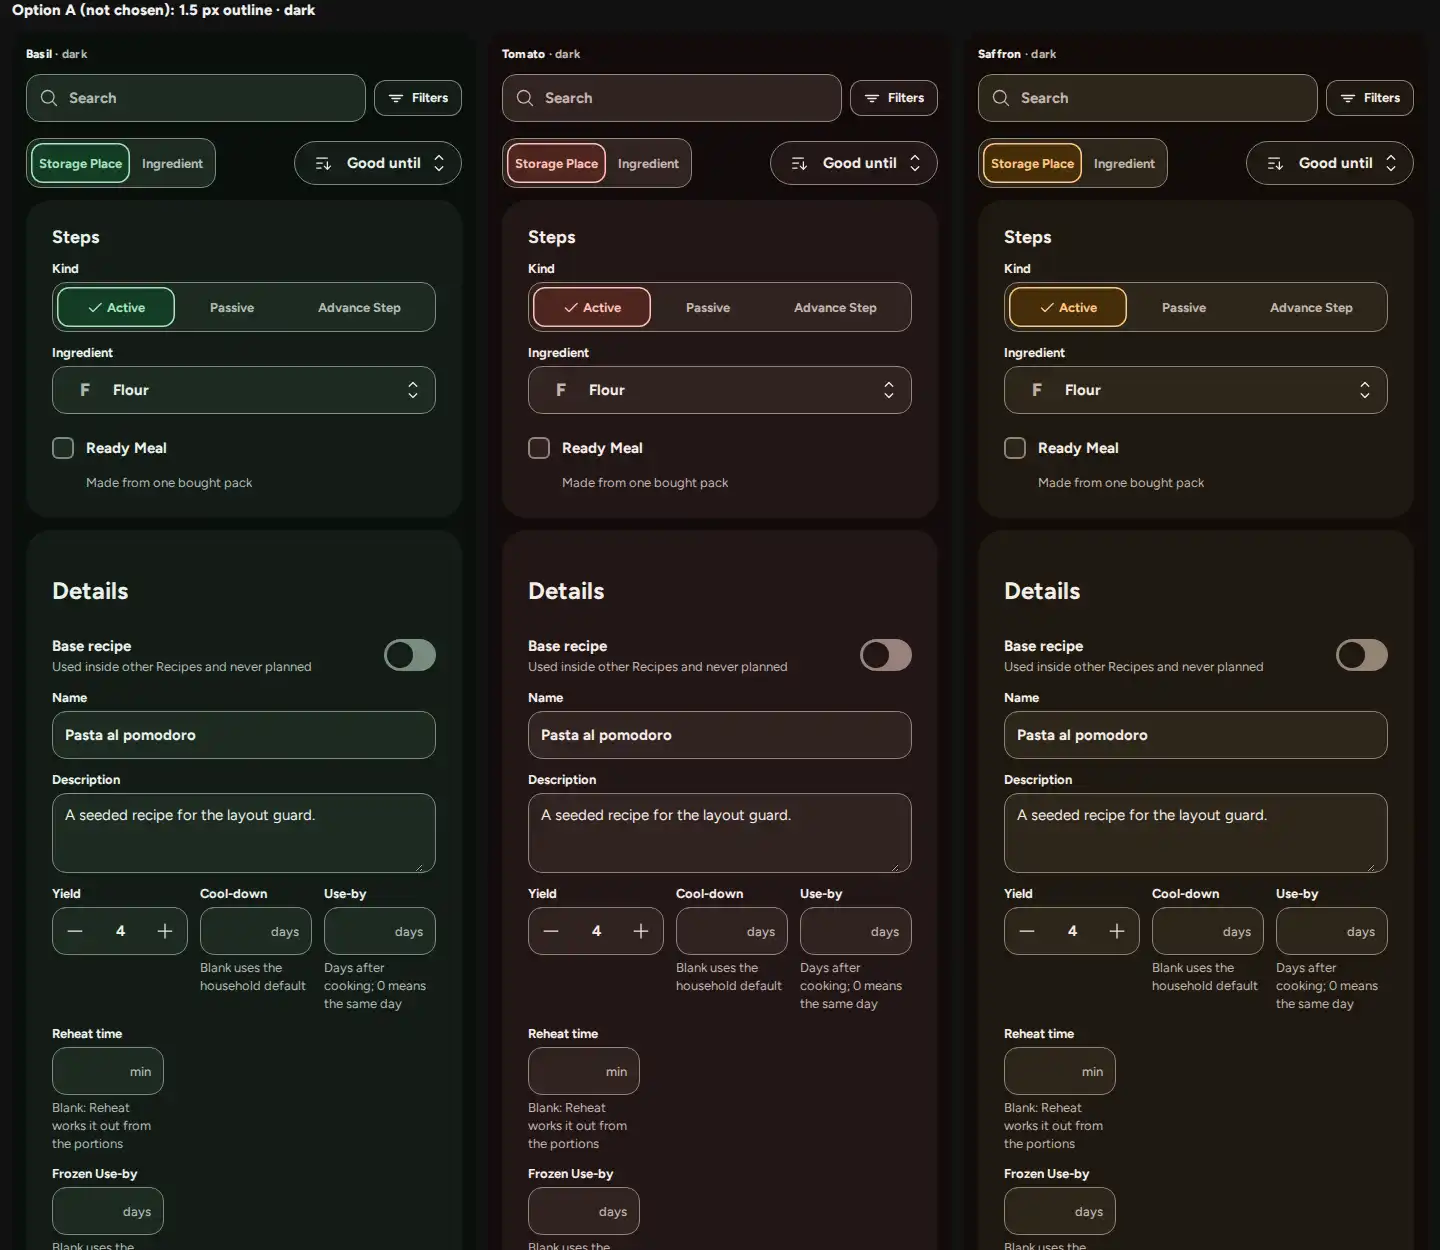 Option A (not chosen): 1.5 px outline · dark
Basil · dark
Search
Filters
Storage Place
Ingredient
Good until
Steps
Kind
Active
Passive
Advance Step
Ingredient
F
Flour
Ready Meal
Made from one bought pack
Details
Base recipe
Used inside other Recipes and never planned
Name
Pasta al pomodoro
Description
A seeded recipe for the layout guard.
Yield
Cool-down
Use-by
4
days
days
Blank uses the
household default
Days after
cooking; 0 means
the same day
Reheat time
min
Blank: Reheat
works it out from
the portions
Frozen Use-by
days
Blank uses the
Tomato · dark
Search
Filters
Storage Place
Ingredient
Good until
Steps
Kind
Active
Passive
Advance Step
Ingredient
F
Flour
Ready Meal
Made from one bought pack
Details
Base recipe
Used inside other Recipes and never planned
Name
Pasta al pomodoro
Description
A seeded recipe for the layout guard.
Yield
Cool-down
Use-by
4
days
days
Blank uses the
household default
Days after
cooking; 0 means
the same day
Reheat time
min
Blank: Reheat
works it out from
the portions
Frozen Use-by
days
Blank uses the
Saffron · dark
Search
Filters
Storage Place
Ingredient
Good until
Steps
Kind
Active
Passive
Advance Step
Ingredient
F
Flour
Ready Meal
Made from one bought pack
Details
Base recipe
Used inside other Recipes and never planned
Name
Pasta al pomodoro
Description
A seeded recipe for the layout guard.
Yield
Cool-down
Use-by
4
days
days
Blank uses the
household default
Days after
cooking; 0 means
the same day
Reheat time
min
Blank: Reheat
works it out from
the portions
Frozen Use-by
days
Blank uses the